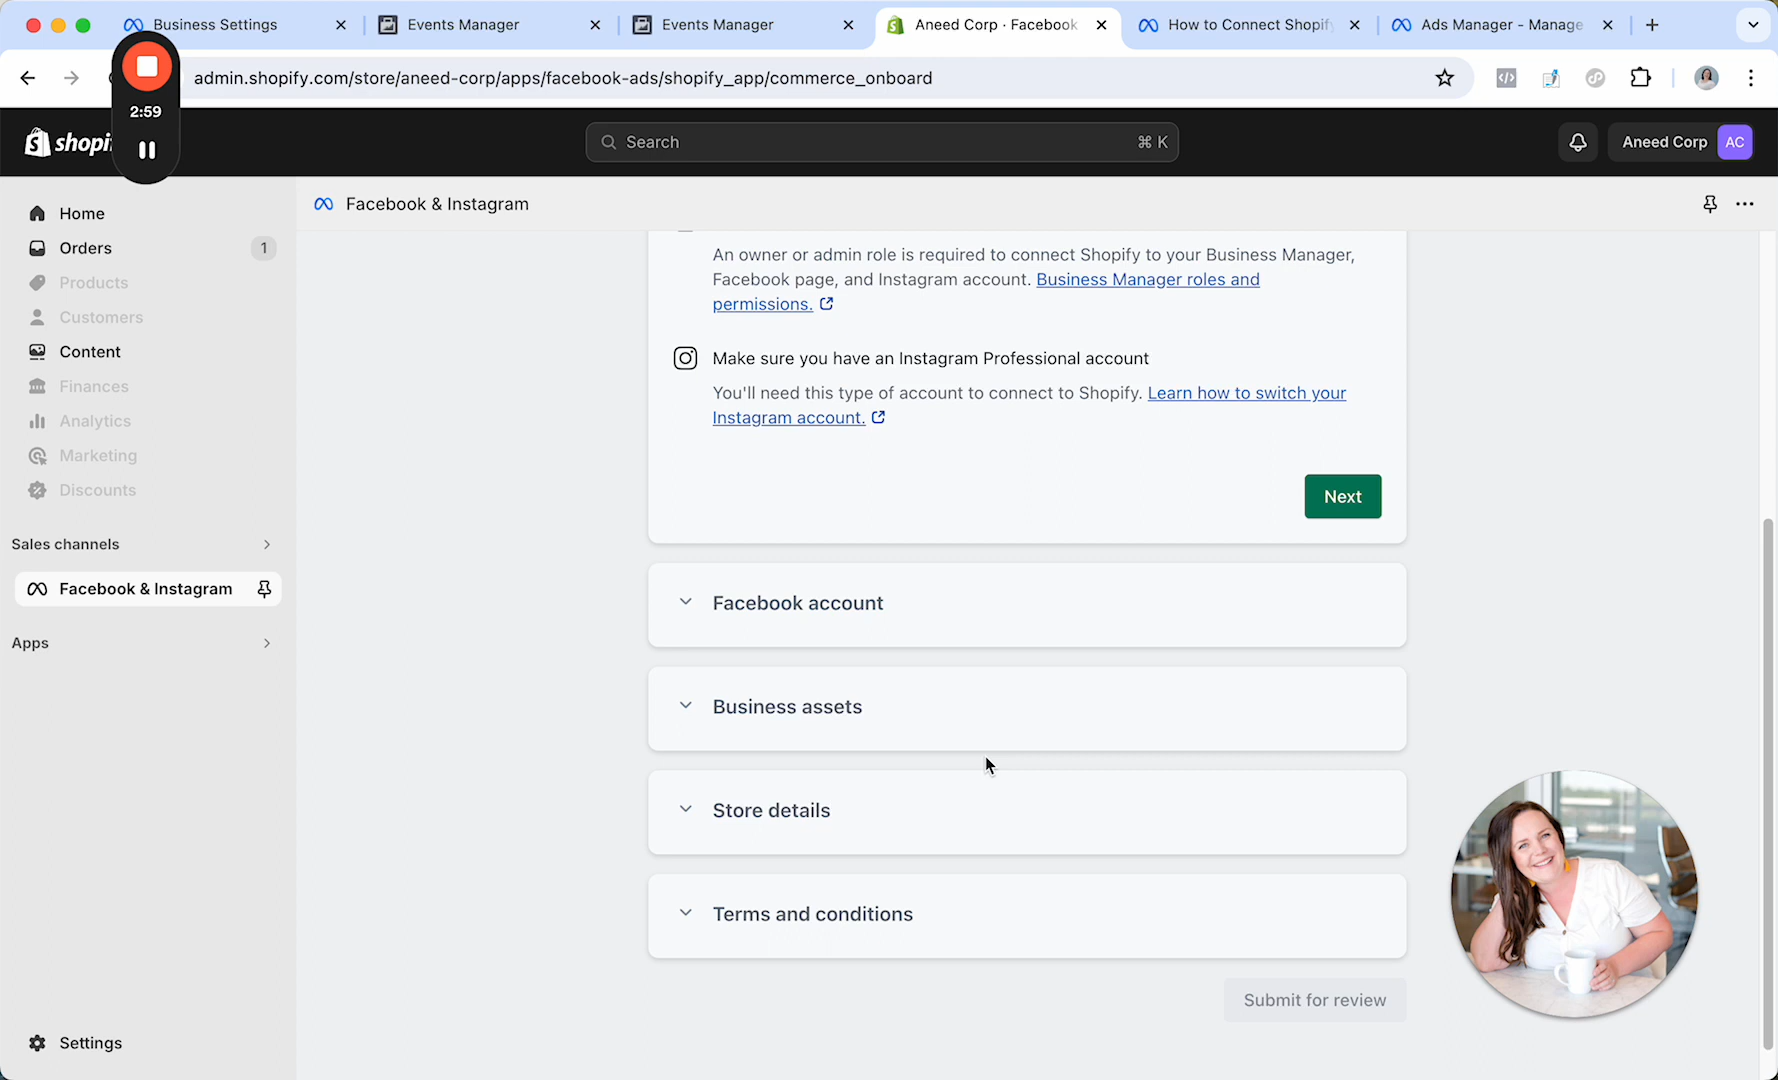 Business Settings
Events Manager
Events Manager
Aneed Corp · Facebook
How to Connect Shopify
Ads Manager - Manage
admin.shopify.com/store/aneed-corp/apps/facebook-ads/shopify_app/commerce_onboard
2:59
shopi
Search
⌘ K
Aneed Corp
AC
Home
Orders
1
Products
Customers
Content
Finances
Analytics
Marketing
Discounts
Sales channels
Facebook & Instagram
Apps
Settings
Facebook & Instagram
An owner or admin role is required to connect Shopify to your Business Manager,
Facebook page, and Instagram account. Business Manager roles and
permissions.
Make sure you have an Instagram Professional account
You'll need this type of account to connect to Shopify. Learn how to switch your
Instagram account.
Next
Facebook account
Business assets
Store details
Terms and conditions
Submit for review